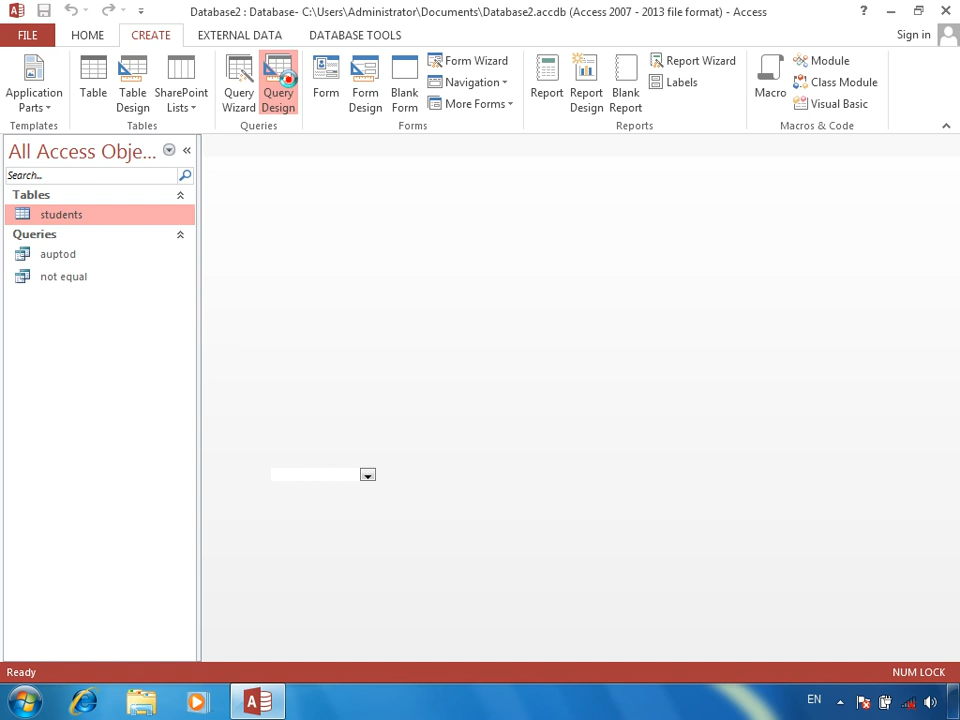 Database2 : Database- C:\Users\Administrator\Documents\Database2.accdb (Access 2007 - 2013 file format) - Access
?
FILE HOME CREATE EXTERNAL DATA DATABASE TOOLS Sign in
Application Parts
Table
Table Design
SharePoint Lists
Query Wizard
Query Design
Form
Form Design
Blank Form
Form Wizard
Navigation
More Forms
Report
Report Design
Blank Report
Report Wizard
Labels
Macro
Module
Class Module
Visual Basic
Templates Tables Queries Forms Reports Macros & Code
All Access Obje... «
Search...
Tables
students
Queries
auptod
not equal
Ready NUM LOCK
EN